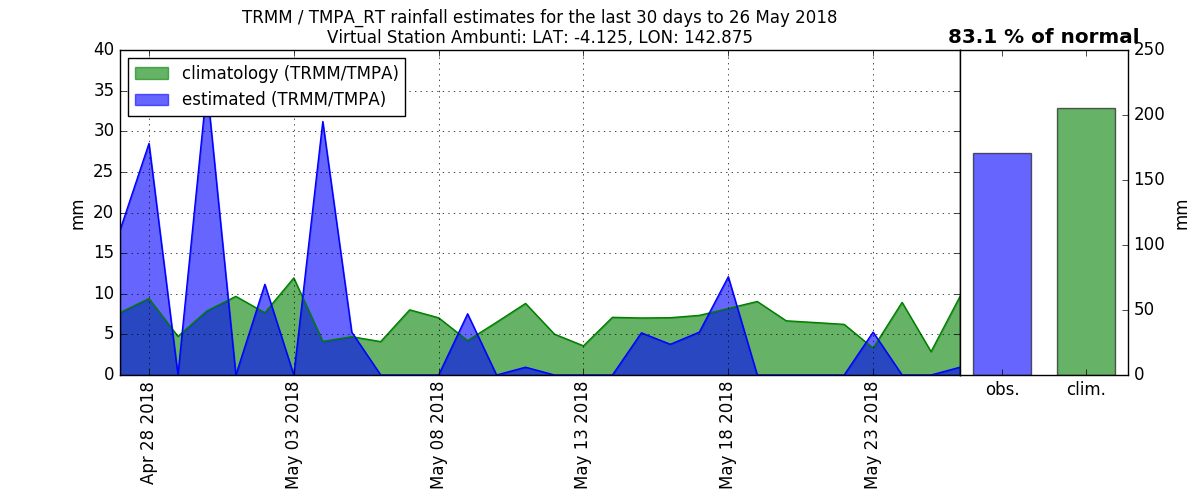 TRMM / TMPA_RT rainfall estimates for the last 30 days to 26 May 2018
Virtual Station Ambunti: LAT: -4.125, LON: 142.875
83.1 % of normal
climatology (TRMM/TMPA)
estimated (TRMM/TMPA)
40
35
30
25
20
15
10
5
0
mm
Apr 28 2018
May 03 2018
May 08 2018
May 13 2018
May 18 2018
May 23 2018
250
200
150
100
50
0
mm
obs.
clim.